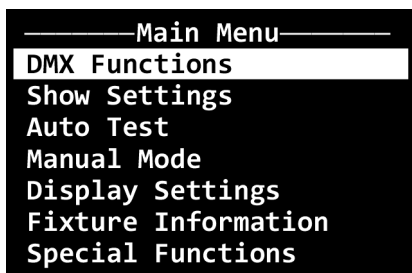 Main Menu
DMX Functions
Show Settings
Auto Test
Manual Mode
Display Settings
Fixture Information
Special Functions